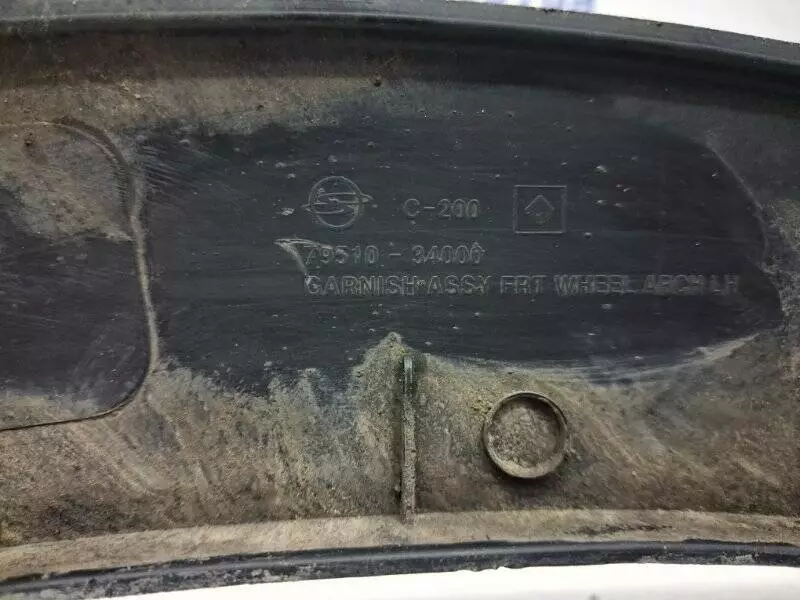 C-200
79510-34000
GARNISH ASSY FRT WHEEL ARCH LH